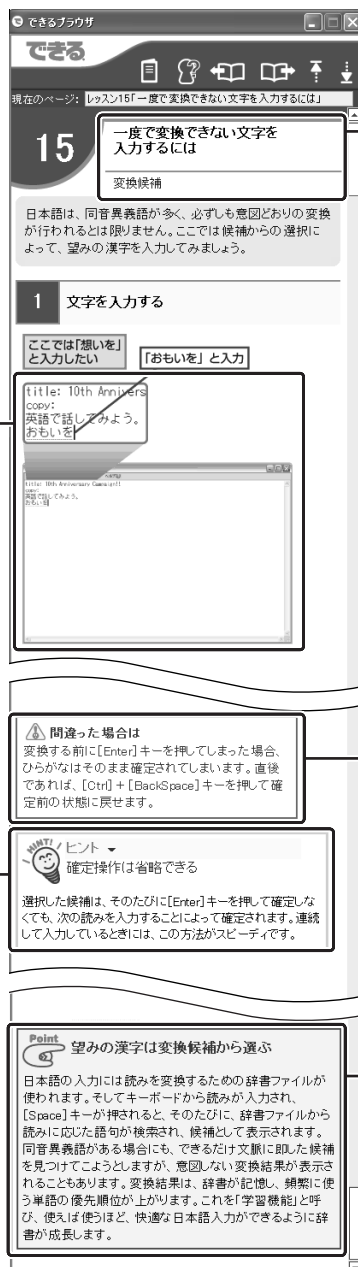 できるブラウザ
できる
現在のページ: レッスン15「一度で変換できない文字を入力するには」
15
一度で変換できない文字を
入力するには
変換候補
日本語は、同音異義語が多く、必ずしも意図どおりの変換
が行われるとは限りません。ここでは候補からの選択に
よって、望みの漢字を入力してみましょう。
1 文字を入力する
ここでは「想いを」
と入力したい
「おもいを」と入力
title: 10th Annivers
copy:
英語で話してみよう。
おもいを
title: 10th Anniversary Campaign!!
copy:
英語で話してみよう。
おもいを
間違った場合は
変換する前に[Enter]キーを押してしまった場合、
ひらがなはそのまま確定されてしまいます。直後
であれば、[Ctrl]+[BackSpace]キーを押して確
定前の状態に戻せます。
HINT! ヒント
確定操作は省略できる
選択した候補は、そのたびに[Enter]キーを押して確定しな
くても、次の読みを入力することによって確定されます。連続
して入力しているときには、この方法がスピーディです。
Point
望みの漢字は変換候補から選ぶ
日本語の入力には読みを変換するための辞書ファイルが
使われます。そしてキーボードから読みが入力され、
[Space]キーが押されると、そのたびに、辞書ファイルから
読みに応じた語句が検索され、候補として表示されます。
同音異義語がある場合にも、できるだけ文脈に即した候補
を見つけてこようとしますが、意図しない変換結果が表示さ
れることもあります。変換結果は、辞書が記憶し、頻繁に使
う単語の優先順位が上がります。これを「学習機能」と呼
び、使えば使うほど、快適な日本語入力ができるように辞
書が成長します。